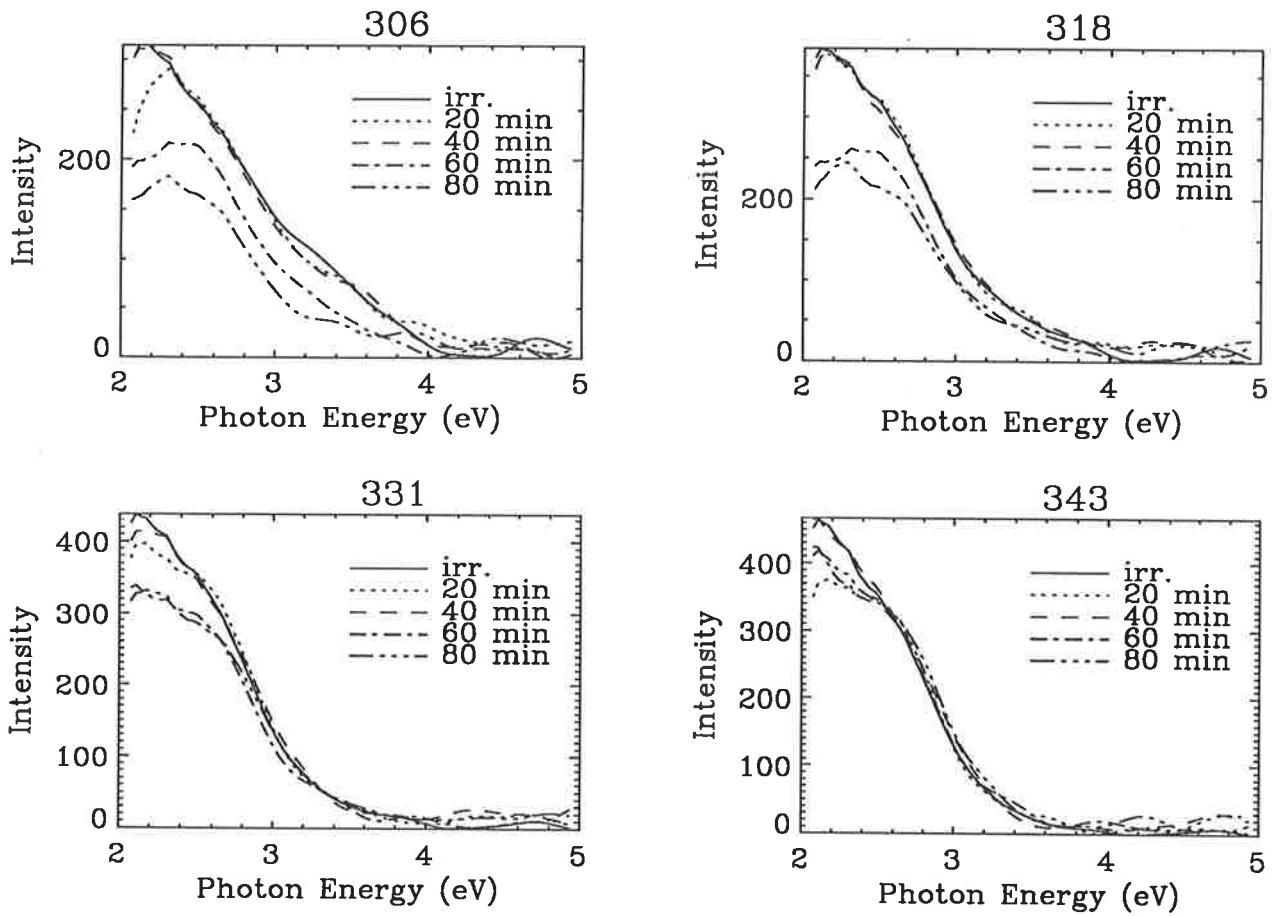 306
Intensity
200
0
irr.
20 min
40 min
60 min
80 min
2 3 4 5
Photon Energy (eV)
318
Intensity
200
0
irr.
20 min
40 min
60 min
80 min
2 3 4 5
Photon Energy (eV)
331
Intensity
400
300
200
100
0
irr.
20 min
40 min
60 min
80 min
2 3 4 5
Photon Energy (eV)
343
Intensity
400
300
200
100
0
irr.
20 min
40 min
60 min
80 min
2 3 4 5
Photon Energy (eV)